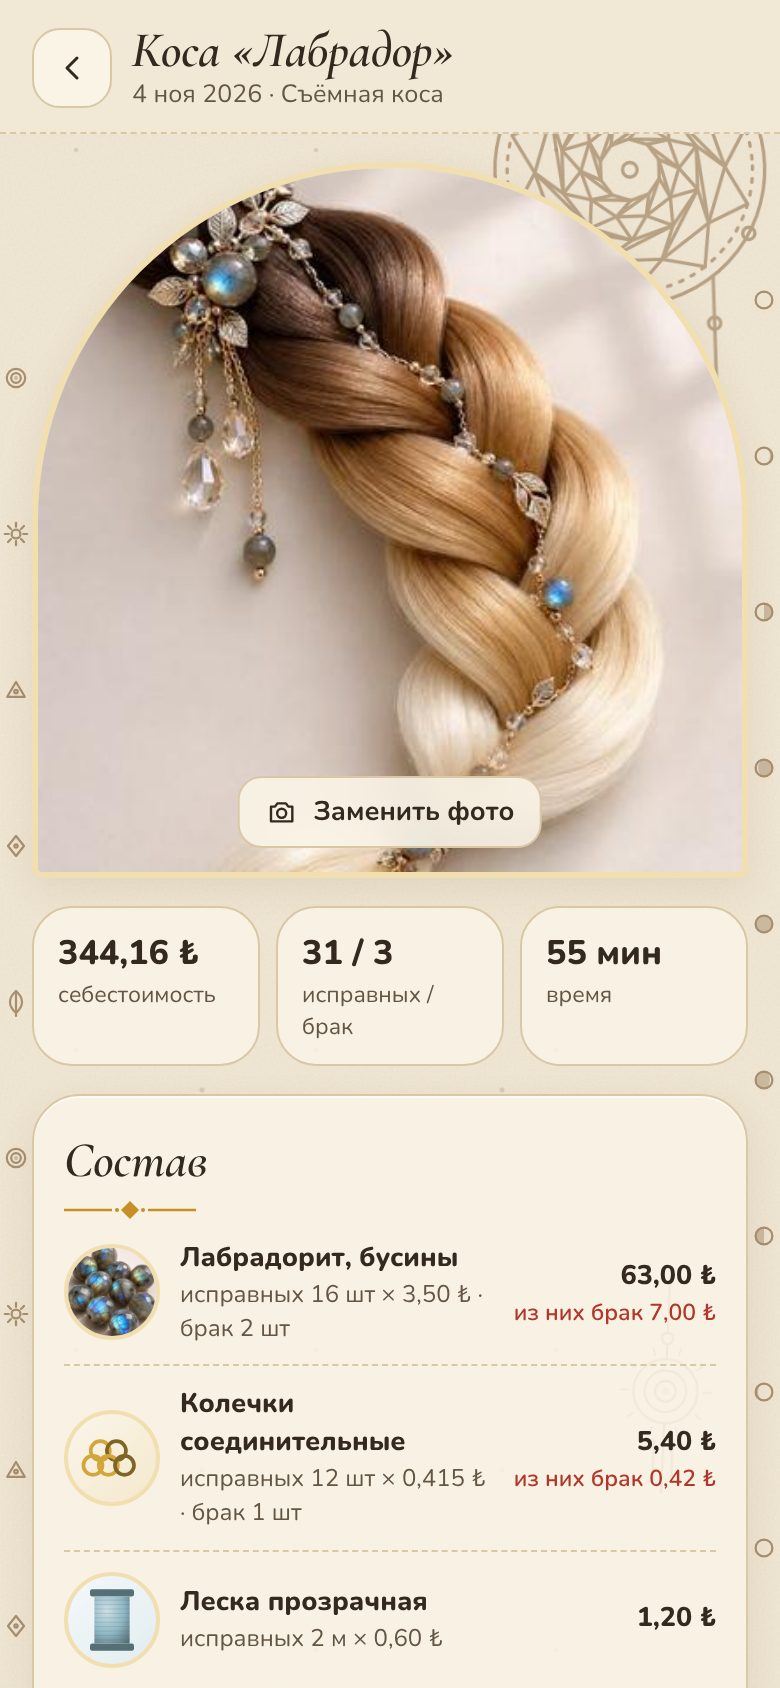 Коса «Лабрадор»
4 ноя 2026 · Съёмная коса
Заменить фото
344,16 ₺
себестоимость
31 / 3
исправных /
брак
55 мин
время
Состав
Лабрадорит, бусины
исправных 16 шт × 3,50 ₺ ·
брак 2 шт
63,00 ₺
из них брак 7,00 ₺
Колечки
соединительные
исправных 12 шт × 0,415 ₺
· брак 1 шт
5,40 ₺
из них брак 0,42 ₺
Леска прозрачная
исправных 2 м × 0,60 ₺
1,20 ₺